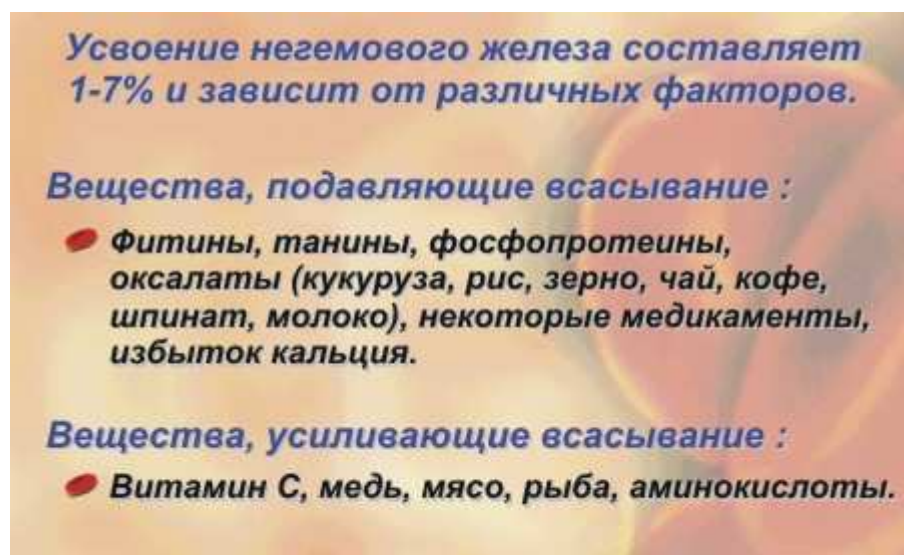 Усвоение негемового железа составляет
1-7% и зависит от различных факторов.
Вещества, подавляющие всасывание :
Фитины, танины, фосфопротеины,
оксалаты (кукуруза, рис, зерно, чай, кофе,
шпинат, молоко), некоторые медикаменты,
избыток кальция.
Вещества, усиливающие всасывание :
Витамин С, медь, мясо, рыба, аминокислоты.